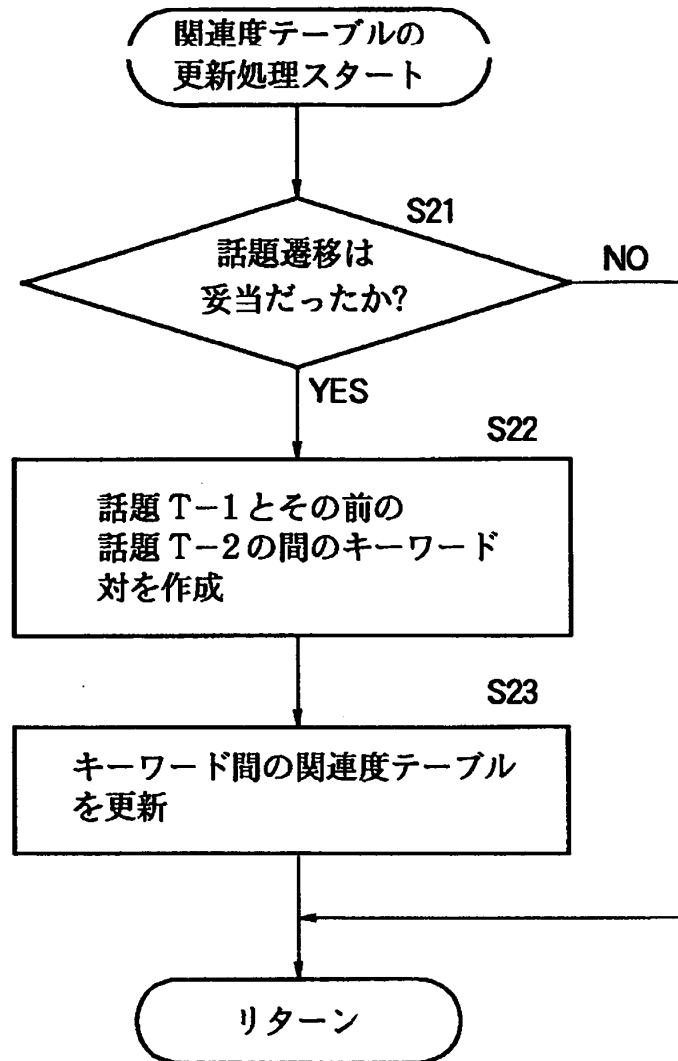 関連度テーブルの
更新処理スタート
S21
話題遷移は
妥当だったか?
NO
YES
S22
話題T-1とその前の
話題T-2の間のキーワード
対を作成
S23
キーワード間の関連度テーブル
を更新
リターン